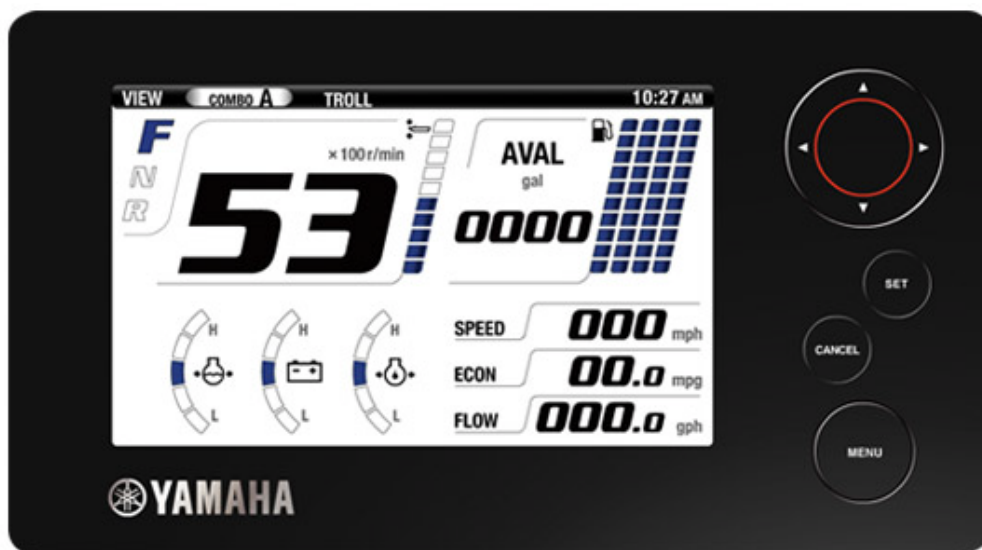 VIEW COMBO A TROLL 10:27 AM
F
N
R
×100 r/min
53
AVAL
gal
0000
H
L
H
L
H
L
SPEED 000 mph
ECON 00.0 mpg
FLOW 000.0 gph
SET
CANCEL
MENU
YAMAHA